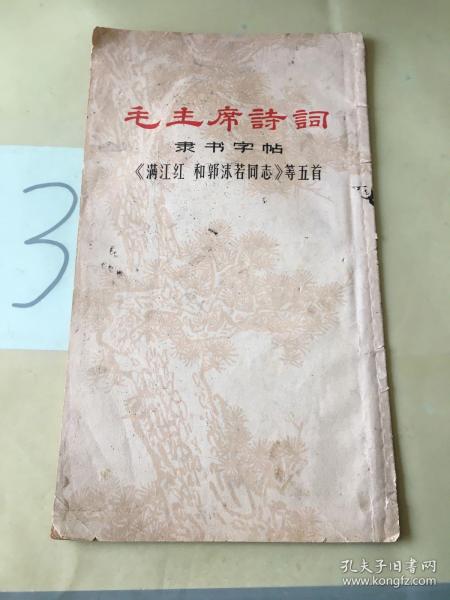 毛主席詩詞
隶书字帖
《满江红 和郭沫若同志》等五首
3
孔夫子旧书网
www.kongfz.com